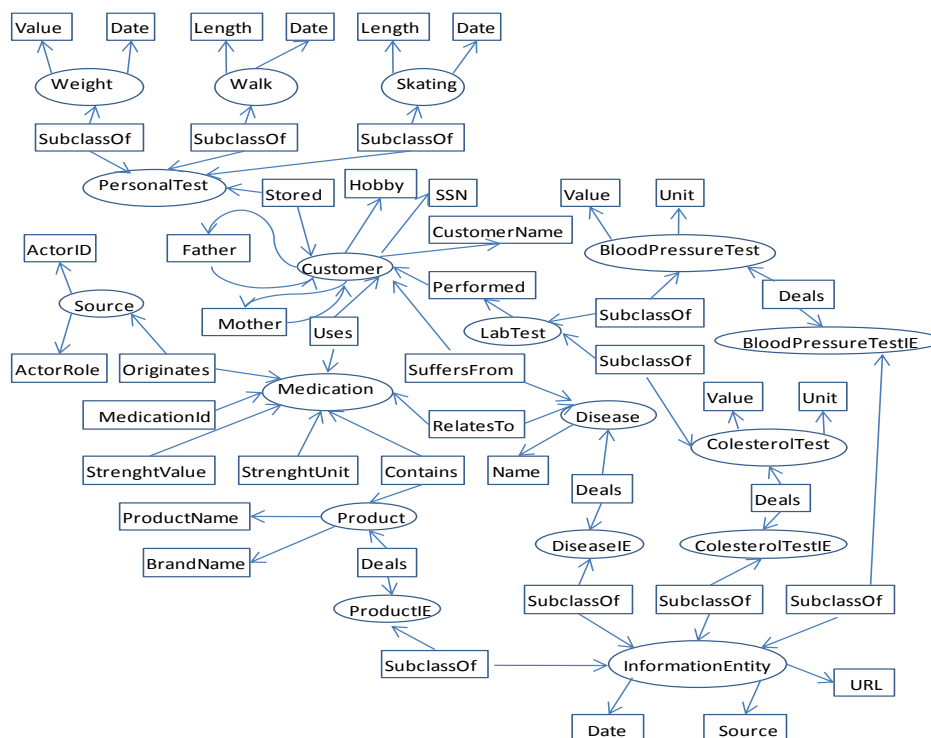 Value
Date
Length
Date
Length
Date
Weight
Walk
Skating
SubclassOf
SubclassOf
SubclassOf
PersonalTest
Stored
Hobby
SSN
Value
Unit
CustomerName
Father
ActorID
BloodPressureTest
Customer
Performed
Deals
Source
Mother
Uses
LabTest
SubclassOf
BloodPressureTestIE
ActorRole
Originates
SuffersFrom
SubclassOf
Medication
Value
Unit
MedicationId
RelatesTo
Disease
ColesterolTest
StrenghtValue
StrenghtUnit
Contains
Name
Deals
Deals
ProductName
Product
BrandName
Deals
DiseaseIE
ColesterolTestIE
ProductIE
SubclassOf
SubclassOf
SubclassOf
SubclassOf
InformationEntity
URL
Date
Source